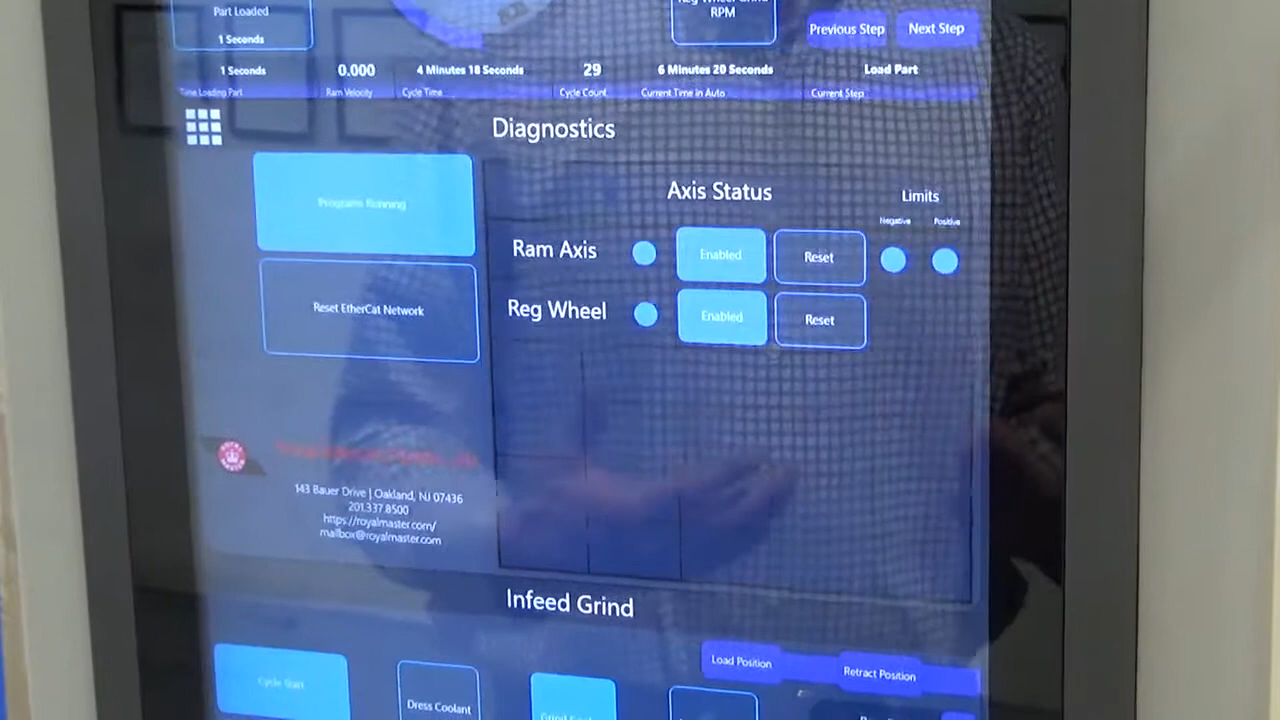 Part Loaded
1 Seconds
RPM
Previous Step
Next Step
1 Seconds
0.000
4 Minutes 18 Seconds
29
6 Minutes 20 Seconds
Load Part
Time Loading Part
Ram Velocity
Cycle Time
Cycle Count
Current Time in Auto
Current Step
Diagnostics
Programs Running
Axis Status
Limits
Negative
Positive
Ram Axis
Enabled
Reset
Reset EtherCat Network
Reg Wheel
Enabled
Reset
143 Bauer Drive | Oakland, NJ 07436
201.337.8500
https://royalmaster.com/
mailbox@royalmaster.com
Infeed Grind
Load Position
Retract Position
Cycle Start
Dress Coolant